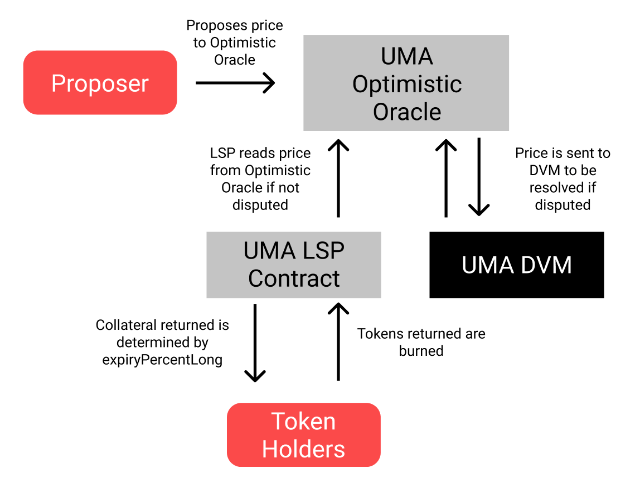 Proposes price
to Optimistic
Oracle
Proposer
UMA
Optimistic
Oracle
LSP reads price
from Optimistic
Oracle if not
disputed
Price is sent to
DVM to be
resolved if
disputed
UMA LSP
Contract
UMA DVM
Collateral returned is
determined by
expiryPercentLong
Tokens returned are
burned
Token
Holders